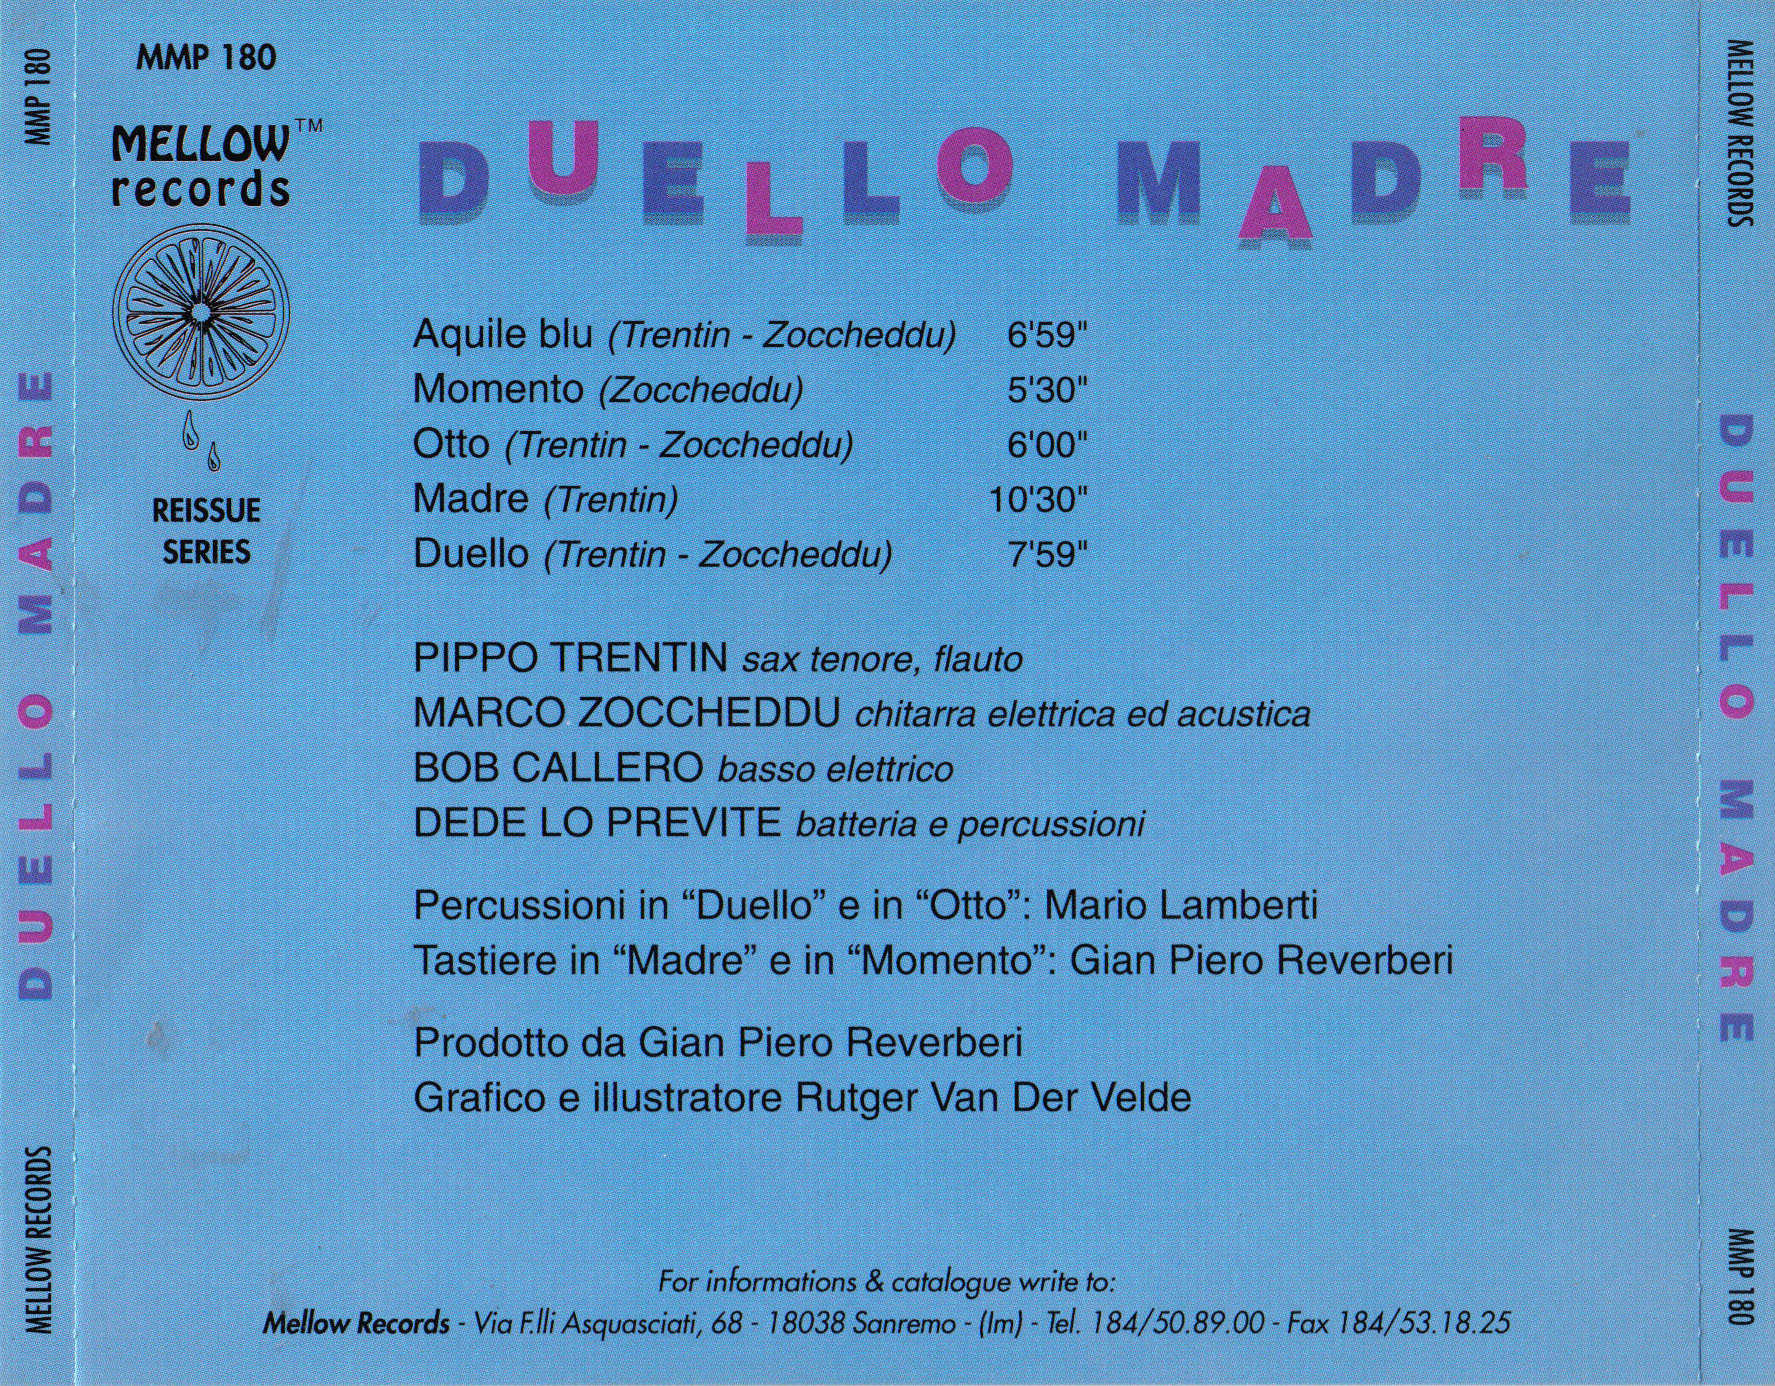 MMP 180
MELLOW™
records
REISSUE
SERIES
DUELLO MADRE
Aquile blu (Trentin - Zoccheddu) 6'59"
Momento (Zoccheddu) 5'30"
Otto (Trentin - Zoccheddu) 6'00"
Madre (Trentin) 10'30"
Duello (Trentin - Zoccheddu) 7'59"
PIPPO TRENTIN sax tenore, flauto
MARCO ZOCCHEDDU chitarra elettrica ed acustica
BOB CALLERO basso elettrico
DEDE LO PREVITE batteria e percussioni
Percussioni in “Duello” e in “Otto”: Mario Lamberti
Tastiere in “Madre” e in “Momento”: Gian Piero Reverberi
Prodotto da Gian Piero Reverberi
Grafico e illustratore Rutger Van Der Velde
For informations & catalogue write to:
Mellow Records - Via F.lli Asquasciati, 68 - 18038 Sanremo - (Im) - Tel. 184/50.89.00 - Fax 184/53.18.25
MELLOW RECORDS DUELLO MADRE MMP 180
MELLOW RECORDS DUELLO MADRE MMP 180